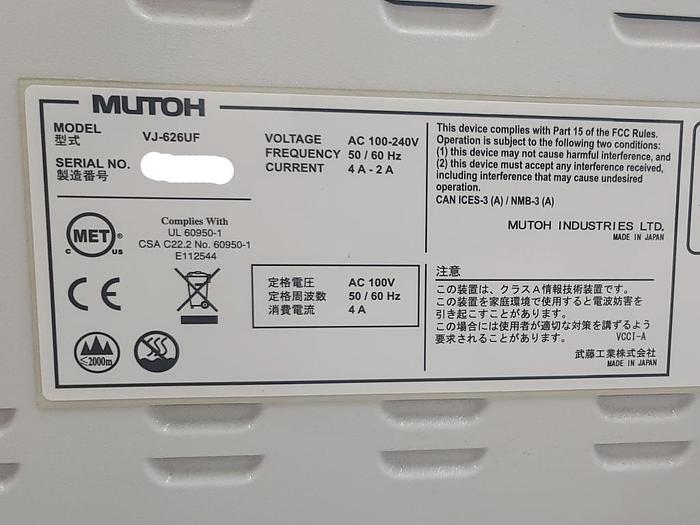 MUTOH
MODEL
型式
VJ-626UF
SERIAL NO.
製造番号
VOLTAGE AC 100-240V
FREQUENCY 50 / 60 Hz
CURRENT 4 A - 2 A
This device complies with Part 15 of the FCC Rules.
Operation is subject to the following two conditions:
(1) this device may not cause harmful interference, and
(2) this device must accept any interference received,
including interference that may cause undesired
operation.
CAN ICES-3 (A) / NMB-3 (A)
MUTOH INDUSTRIES LTD.
MADE IN JAPAN
MET
C US
®
Complies With
UL 60950-1
CSA C22.2 No. 60950-1
E112544
CE
≤2000m
定格電圧 AC 100V
定格周波数 50 / 60 Hz
消費電流 4 A
注意
この装置は、クラスA情報技術装置です。
この装置を家庭環境で使用すると電波妨害を
引き起こすことがあります。
この場合には使用者が適切な対策を講ずるよう
要求されることがあります。 VCCI-A
武藤工業株式会社
MADE IN JAPAN